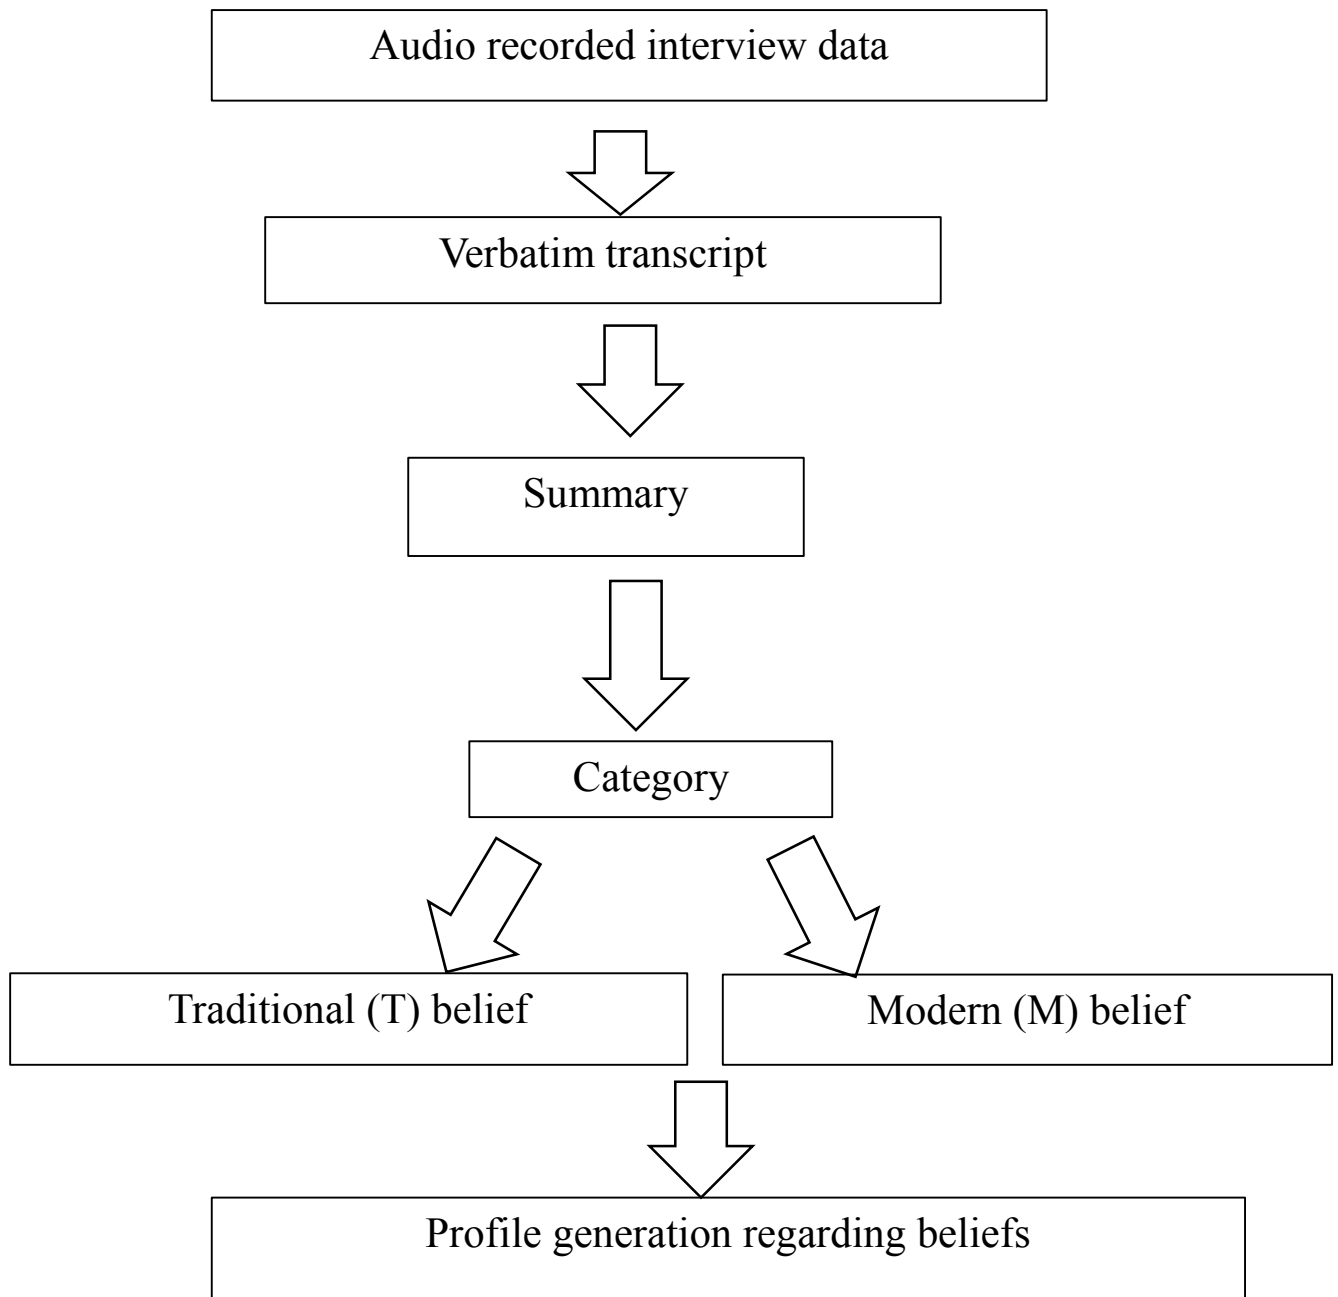 Audio recorded interview data
Verbatim transcript
Summary
Category
Traditional (T) belief
Modern (M) belief
Profile generation regarding beliefs